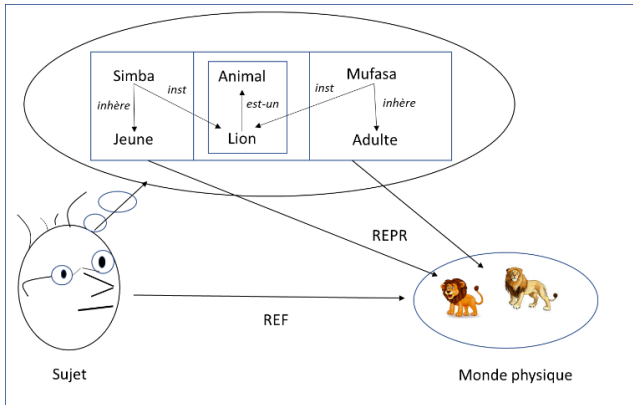 Simba
Animal
Mufasa
inhère
inst
est-un
inst
inhère
Jeune
Lion
Adulte
REPR
REF
Sujet
Monde physique